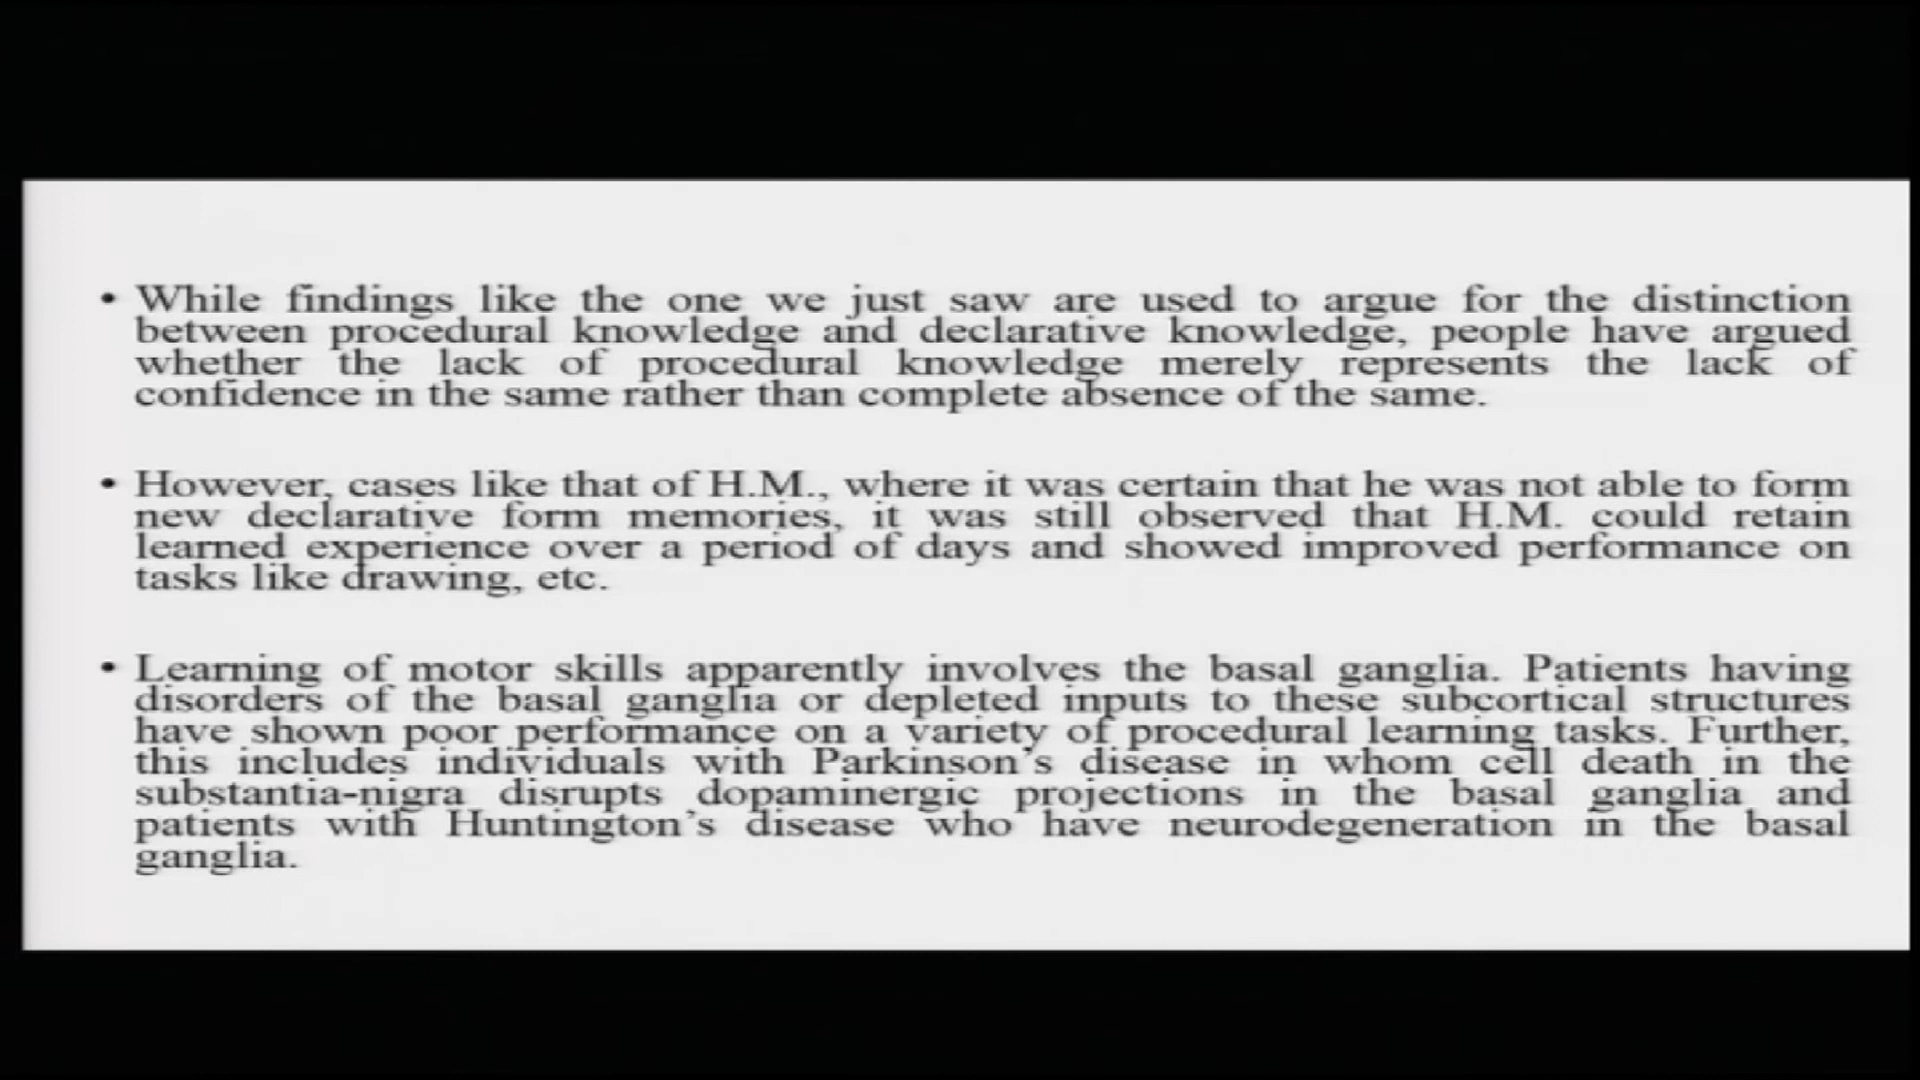 • While findings like the one we just saw are used to argue for the distinction
between procedural knowledge and declarative knowledge, people have argued
whether the lack of procedural knowledge merely represents the lack of
confidence in the same rather than complete absence of the same.
• However, cases like that of H.M., where it was certain that he was not able to form
new declarative form memories, it was still observed that H.M. could retain
learned experience over a period of days and showed improved performance on
tasks like drawing, etc.
• Learning of motor skills apparently involves the basal ganglia. Patients having
disorders of the basal ganglia or depleted inputs to these subcortical structures
have shown poor performance on a variety of procedural learning tasks. Further,
this includes individuals with Parkinson's disease in whom cell death in the
substantia-nigra disrupts dopaminergic projections in the basal ganglia and
patients with Huntington's disease who have neurodegeneration in the basal
ganglia.